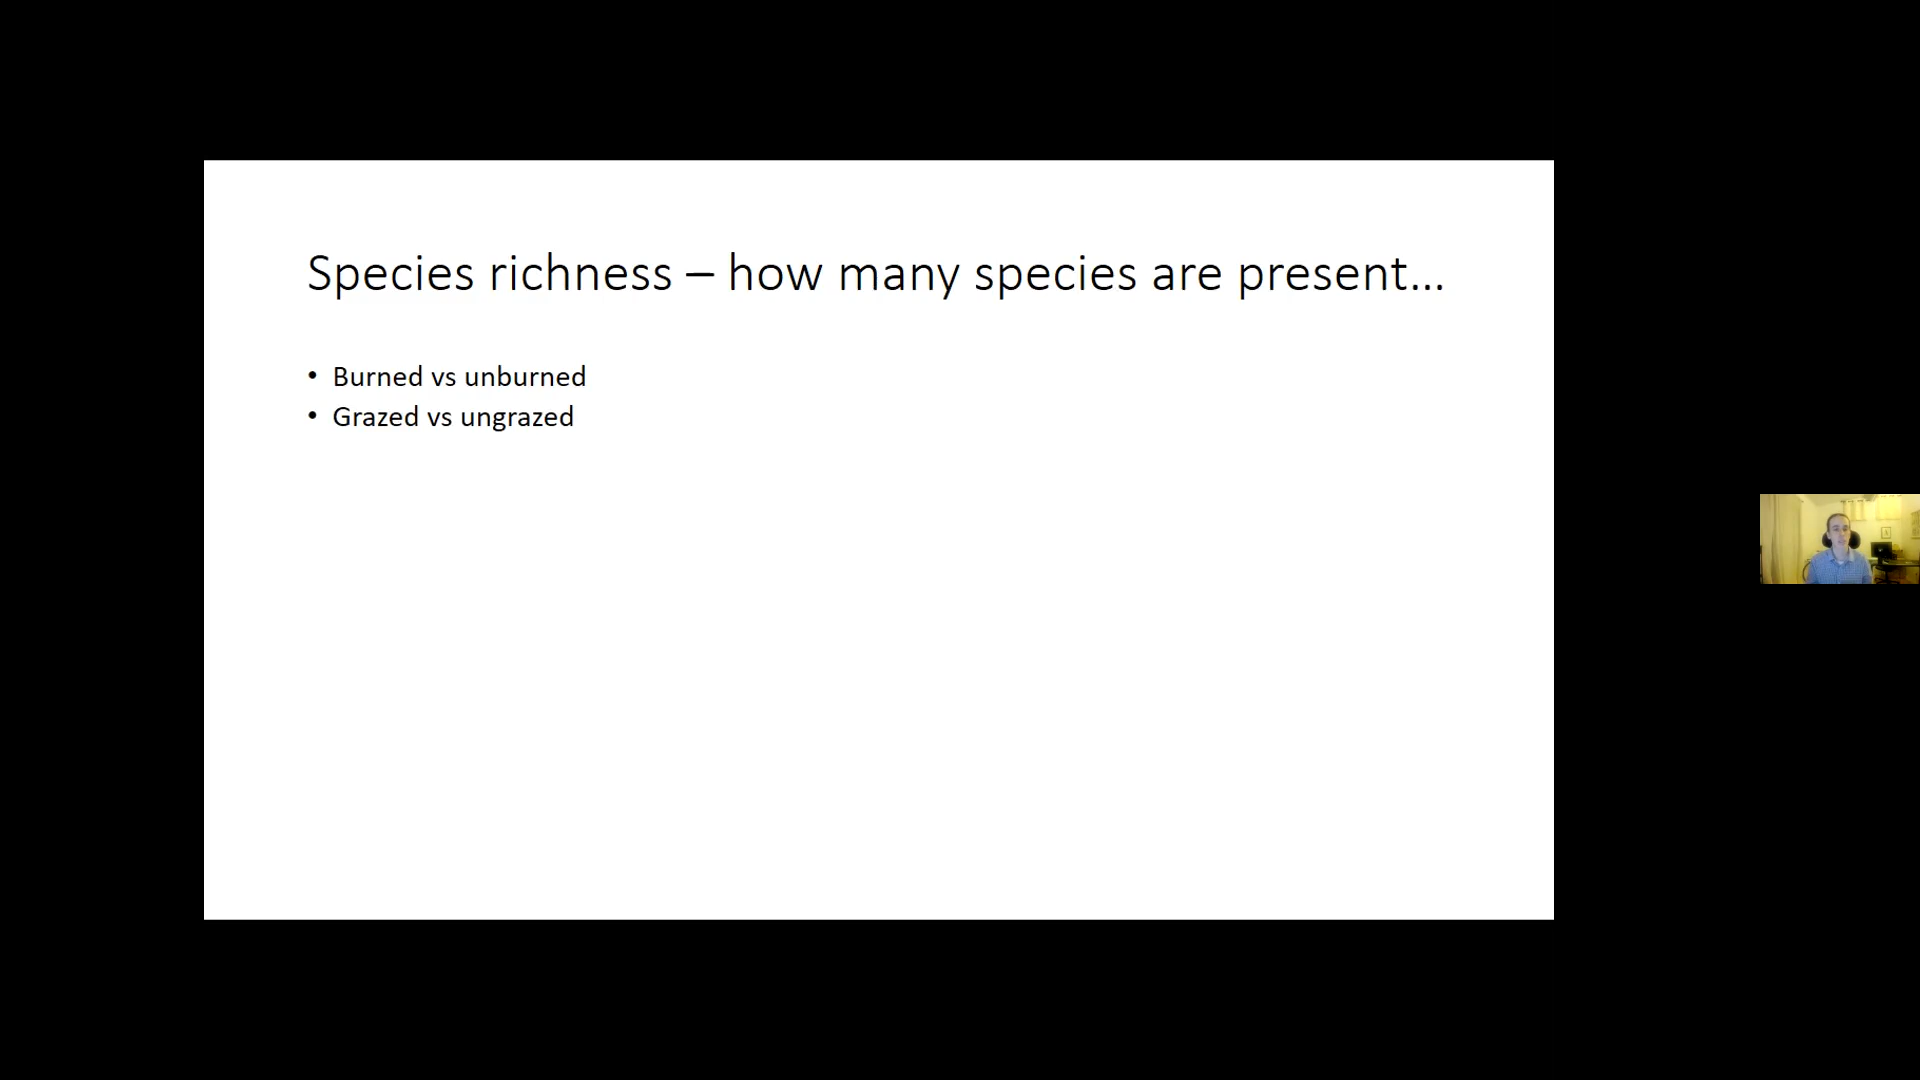 Species richness – how many species are present...
• Burned vs unburned
• Grazed vs ungrazed